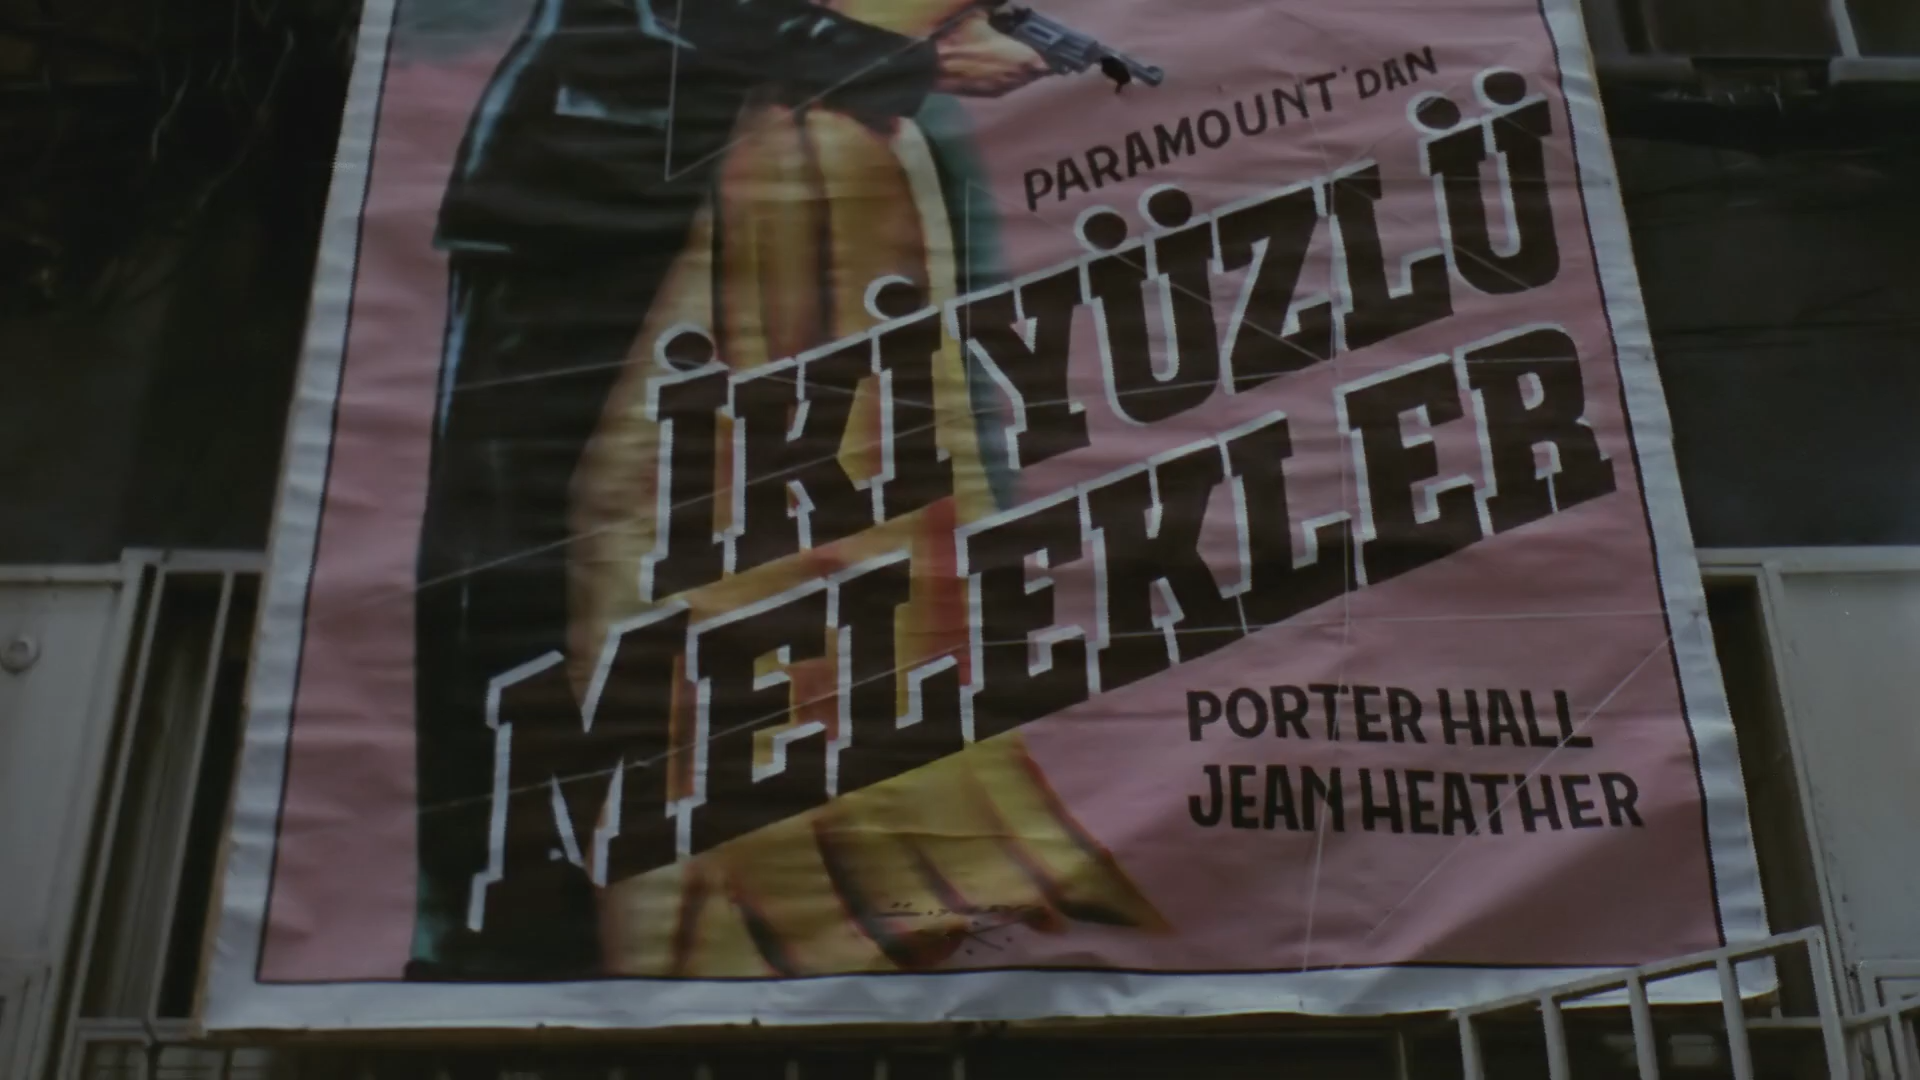 PARAMOUNT'DAN
İKİYÜZLÜ
MELEKLER
PORTER HALL
JEAN HEATHER